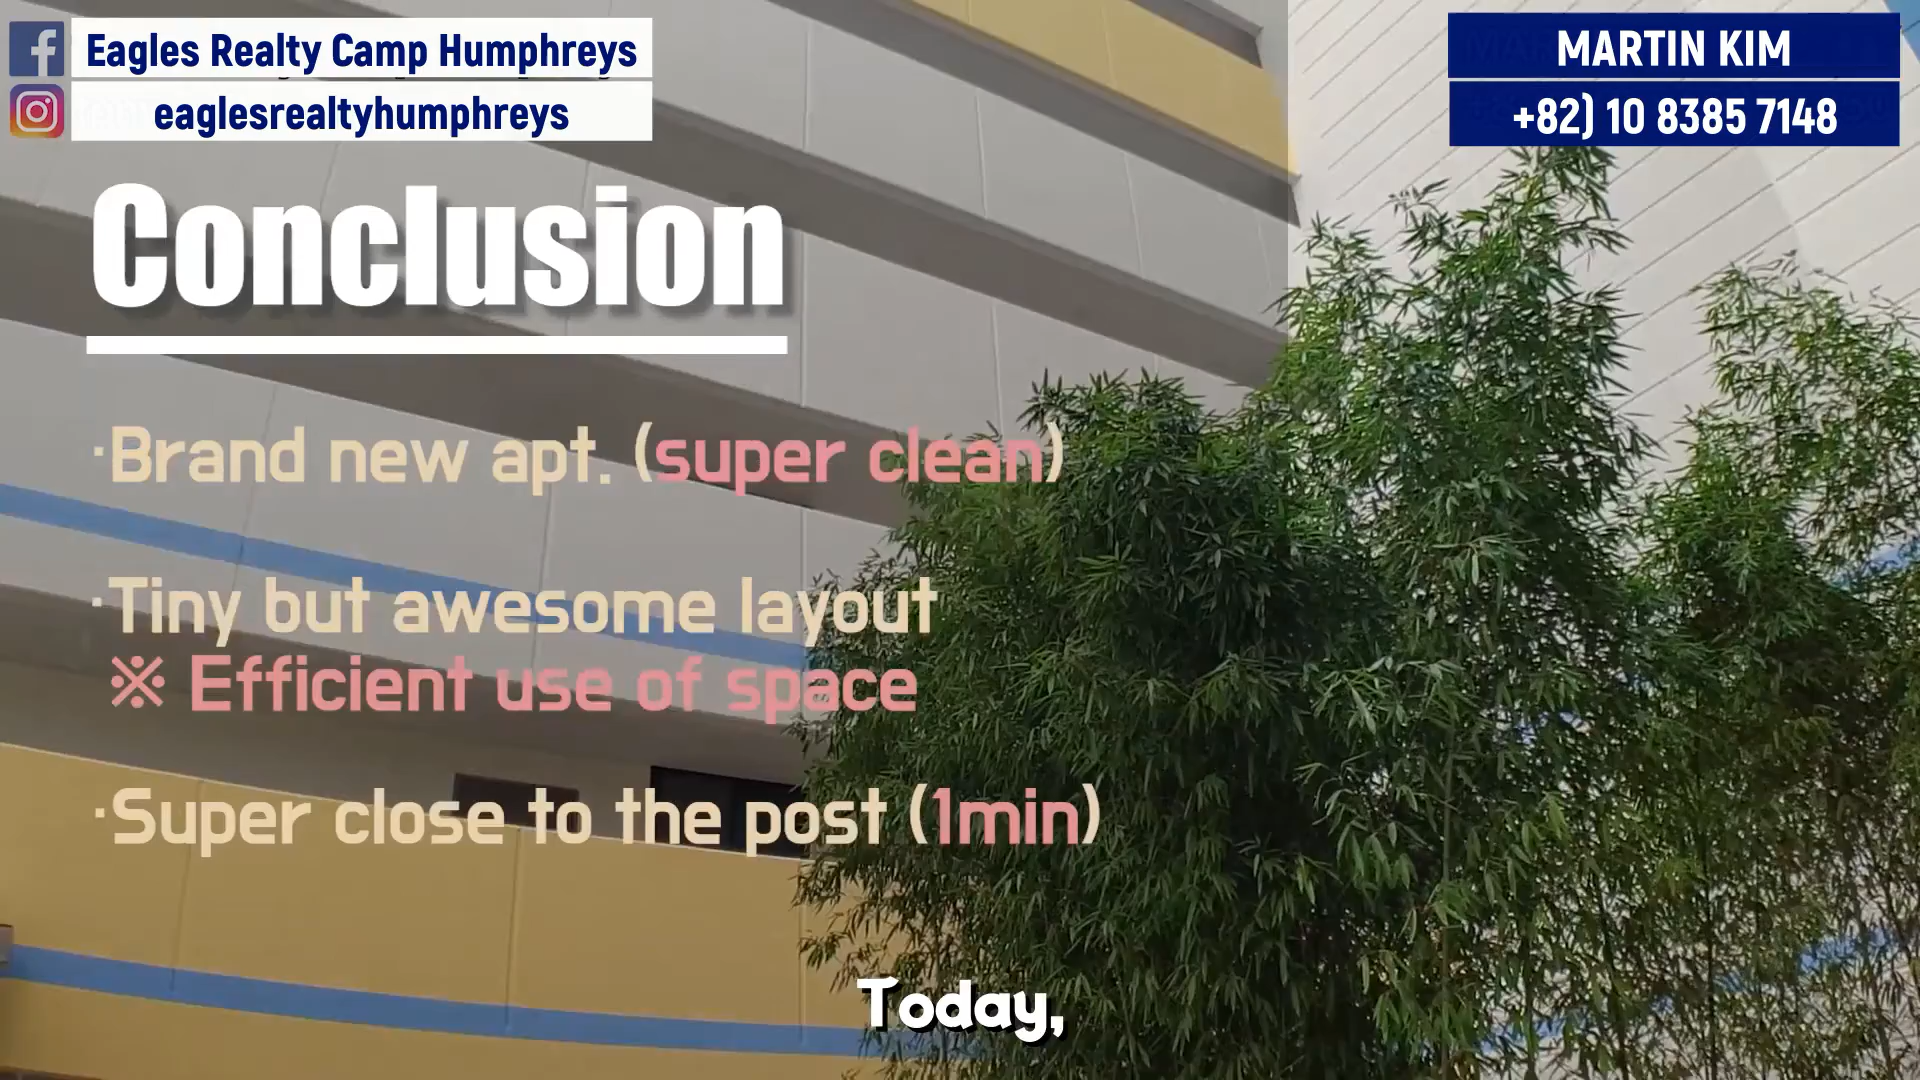 Eagles Realty Camp Humphreys
eaglesrealtyhumphreys
MARTIN KIM
+82) 10 8385 7148
Conclusion
·Brand new apt. (super clean)
·Tiny but awesome layout
※ Efficient use of space
·Super close to the post (1min)
Today,